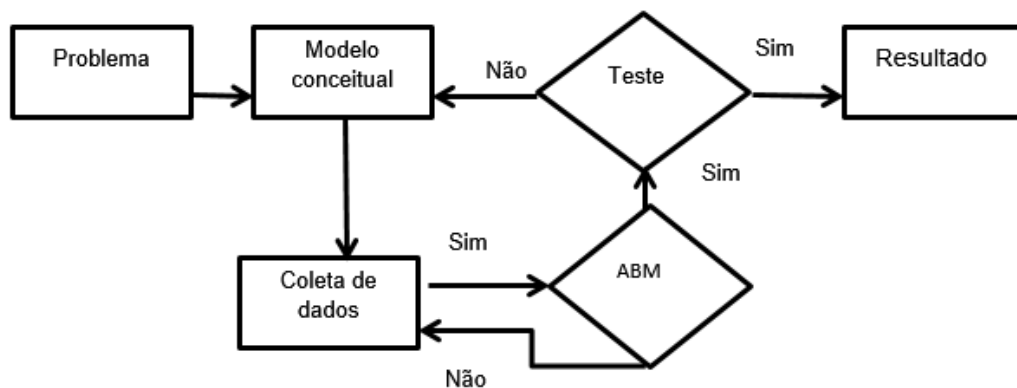 Problema
Modelo
conceitual
Não
Teste
Sim
Resultado
Sim
Coleta de
dados
Sim
ABM
Não